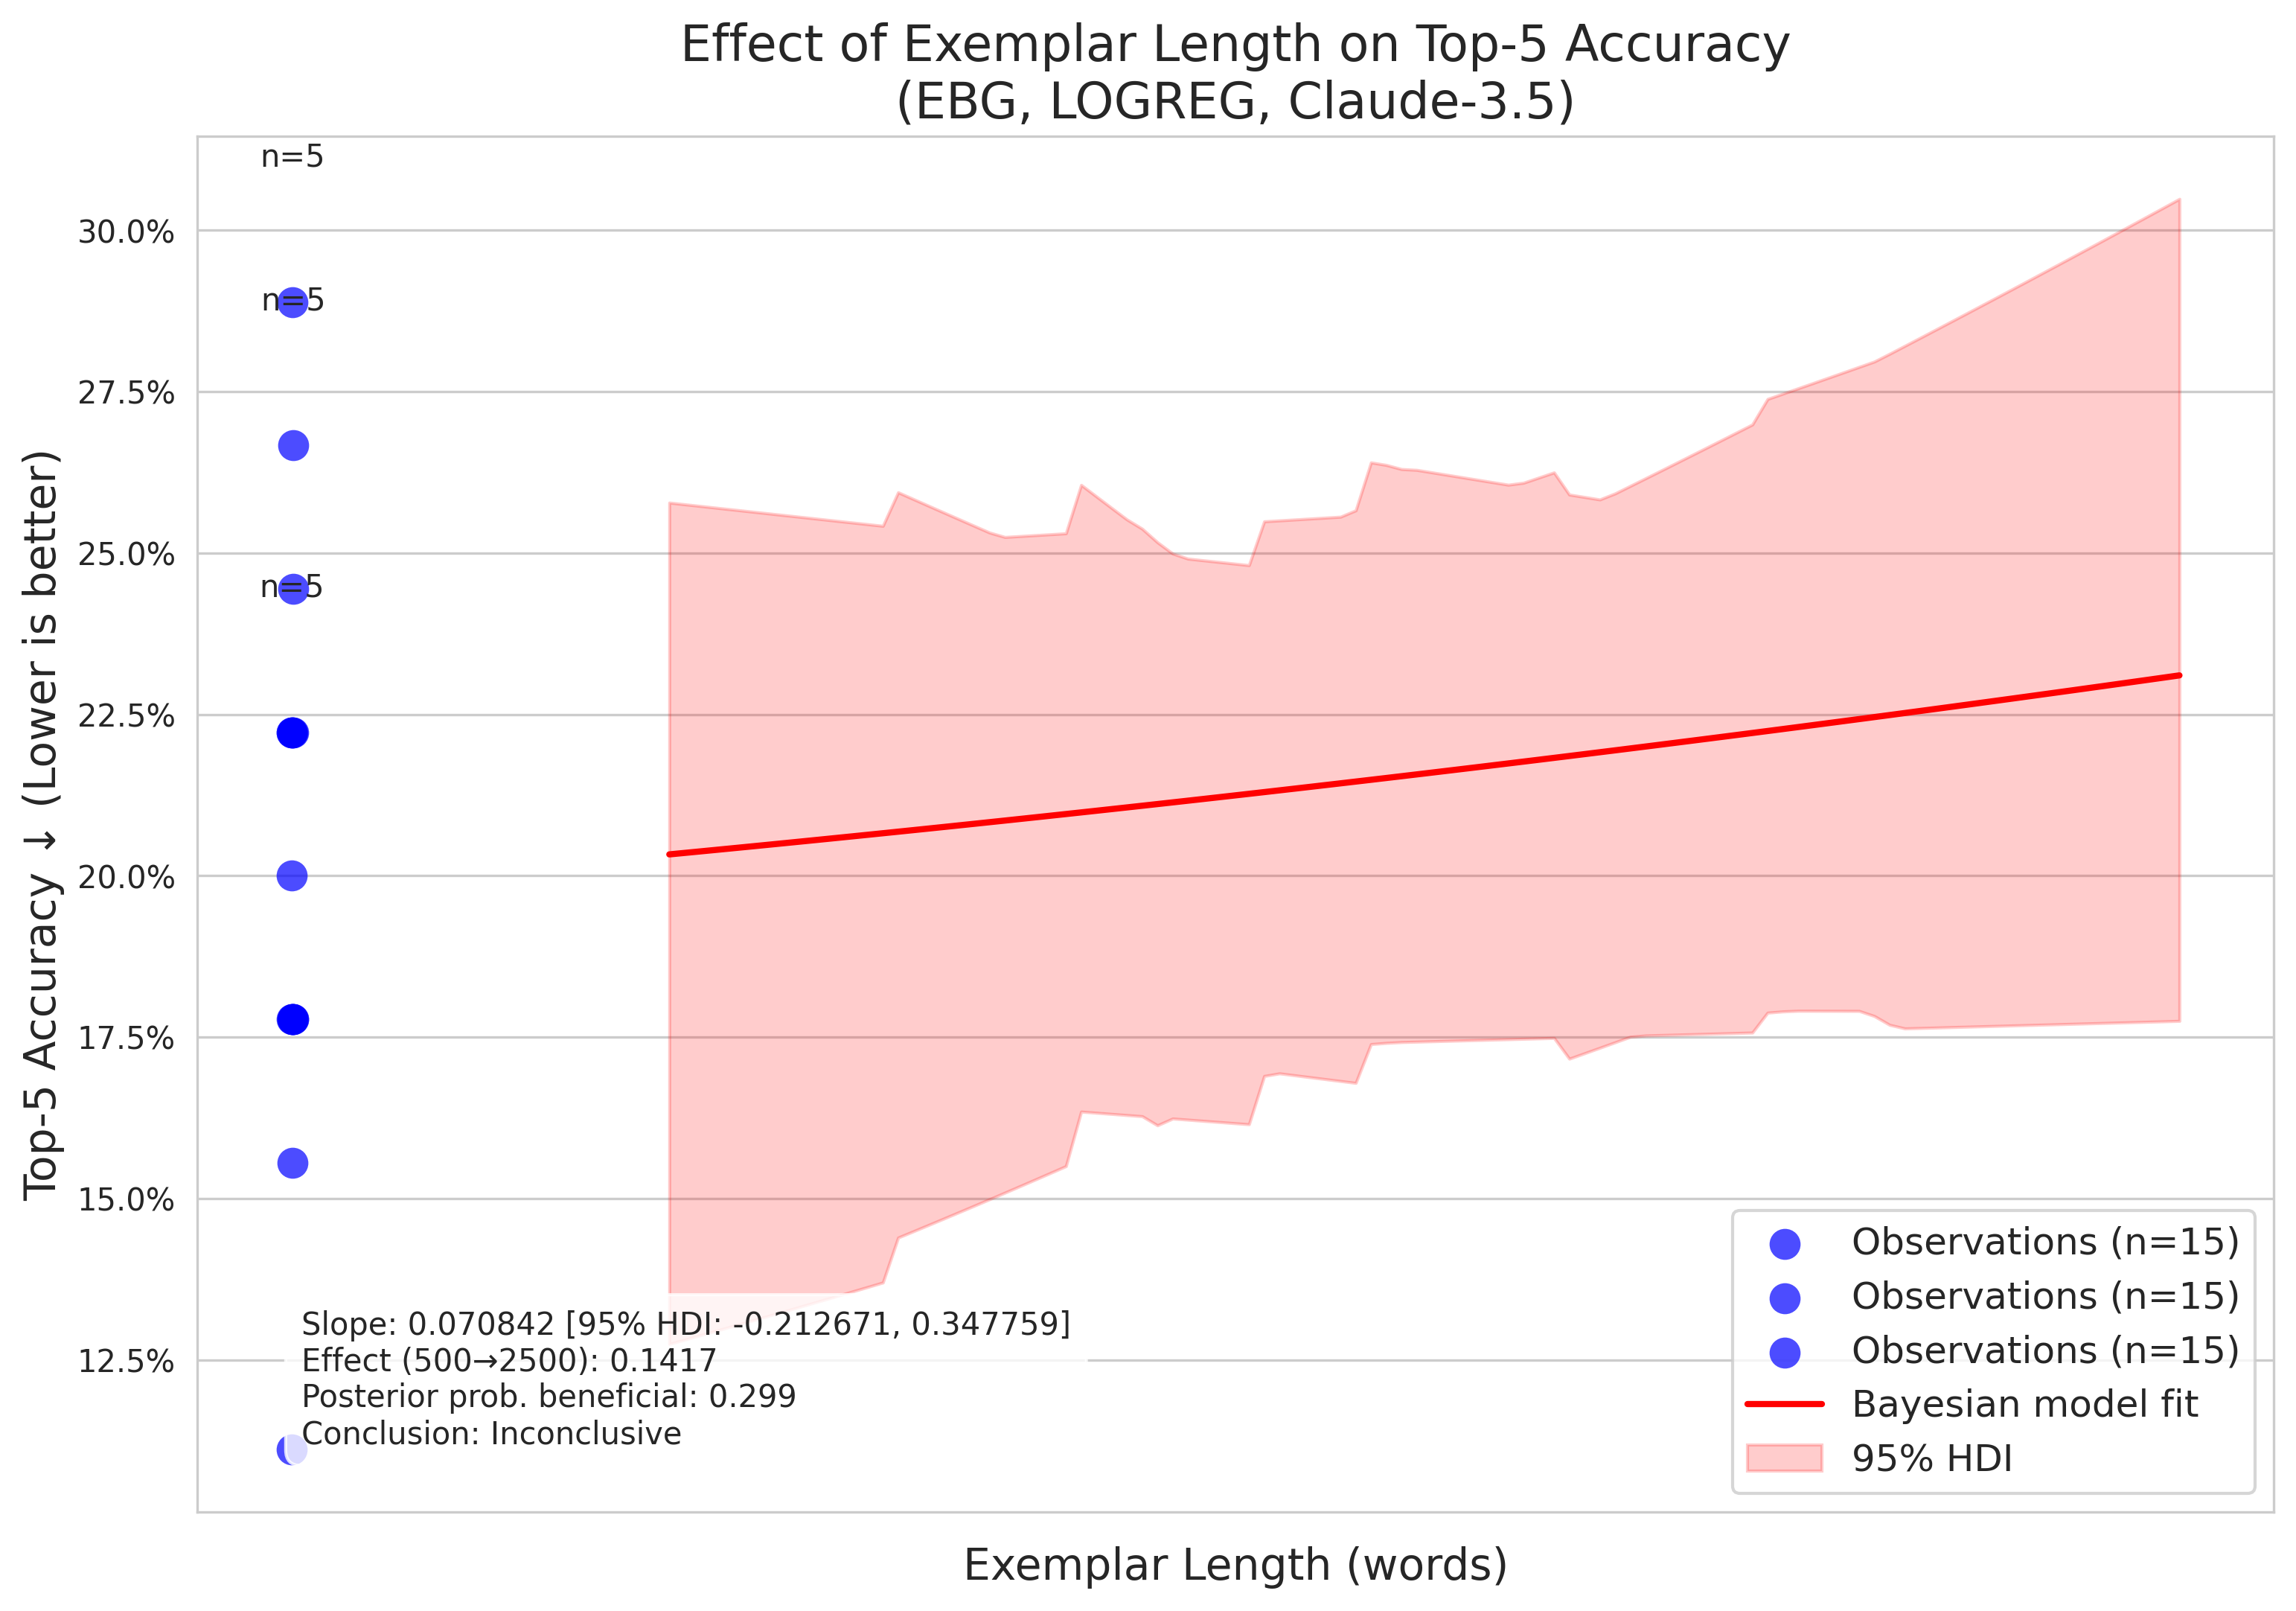 Effect of Exemplar Length on Top-5 Accuracy
(EBG, LOGREG, Claude-3.5)
Top-5 Accuracy ↓ (Lower is better)
30.0%
27.5%
25.0%
22.5%
20.0%
17.5%
15.0%
12.5%
n=5
n=5
n=5
Slope: 0.070842 [95% HDI: -0.212671, 0.347759]
Effect (500→2500): 0.1417
Posterior prob. beneficial: 0.299
Conclusion: Inconclusive
Observations (n=15)
Observations (n=15)
Observations (n=15)
Bayesian model fit
95% HDI
Exemplar Length (words)